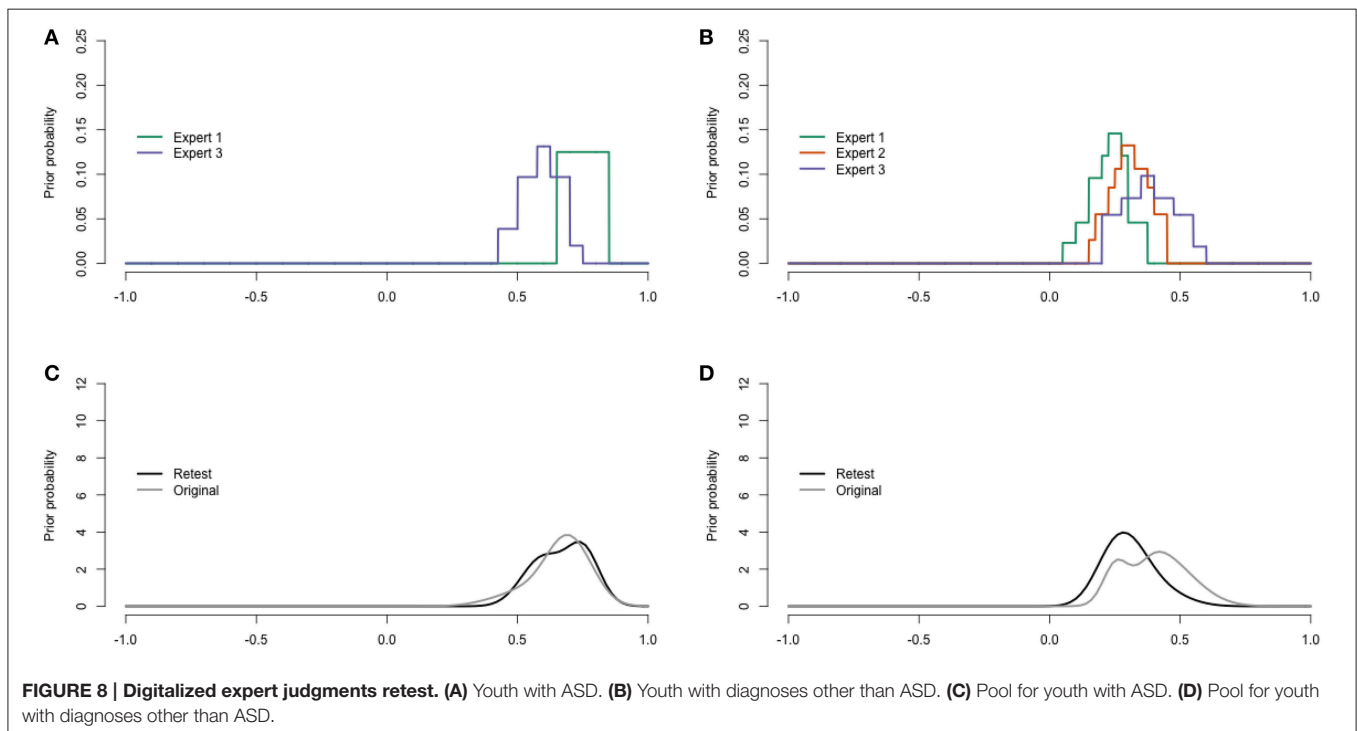 A
Prior probability
0.25
0.20
0.15
0.10
0.05
0.00
Expert 1
Expert 3
-1.0 -0.5 0.0 0.5 1.0
B
Prior probability
0.25
0.20
0.15
0.10
0.05
0.00
Expert 1
Expert 2
Expert 3
-1.0 -0.5 0.0 0.5 1.0
C
Prior probability
12
10
8
6
4
2
0
Retest
Original
-1.0 -0.5 0.0 0.5 1.0
D
Prior probability
12
10
8
6
4
2
0
Retest
Original
-1.0 -0.5 0.0 0.5 1.0
FIGURE 8 | Digitalized expert judgments retest. (A) Youth with ASD. (B) Youth with diagnoses other than ASD. (C) Pool for youth with ASD. (D) Pool for youth
with diagnoses other than ASD.